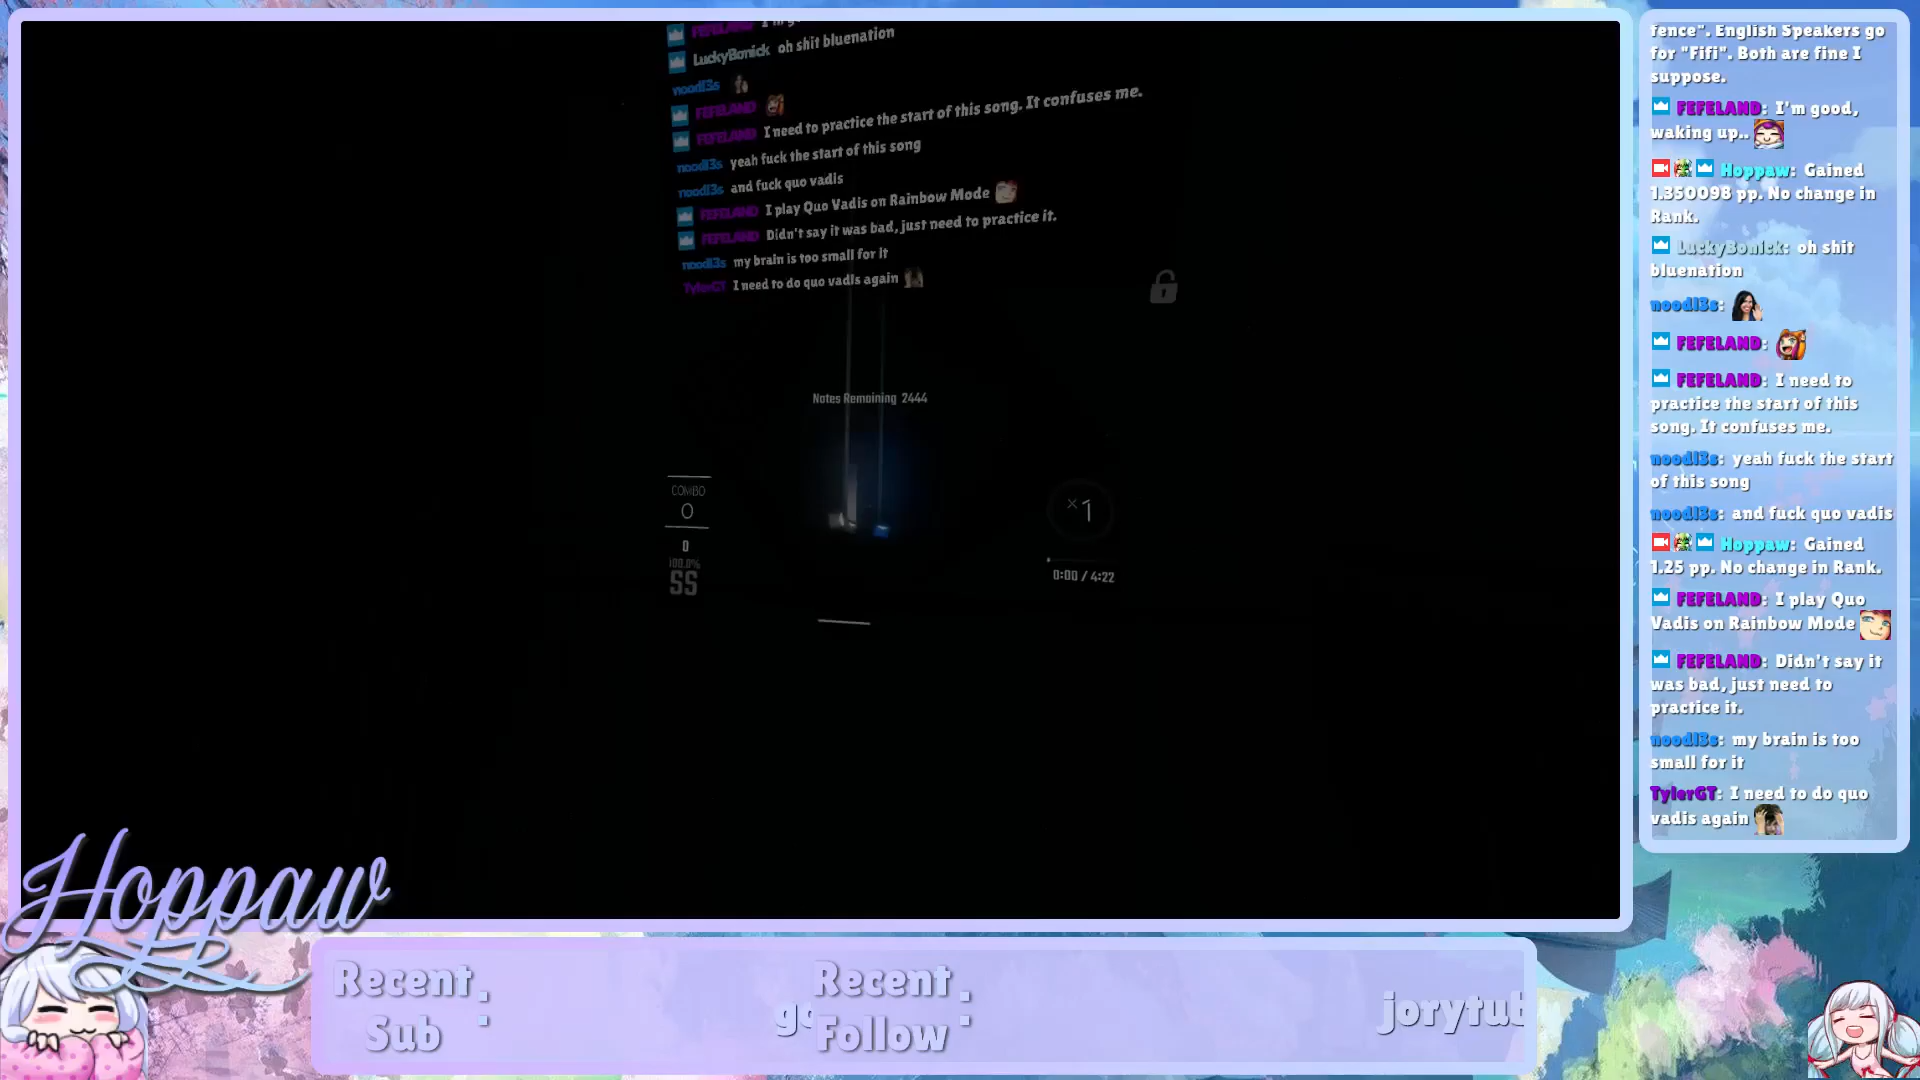 LuckyBonick oh shit bluenation
noodl3s
FEFELAND
FEFELAND I need to practice the start of this song. It confuses me.
noodl3s yeah fuck the start of this song
noodl3s and fuck quo vadis
FEFELAND I play Quo Vadis on Rainbow Mode
FEFELAND Didn't say it was bad, just need to practice it.
noodl3s my brain is too small for it
TylerGT I need to do quo vadis again
Notes Remaining 2444
COMBO
0
0
100.0%
SS
×1
0:00 / 4:22
fence". English Speakers go
for "Fifi". Both are fine I
suppose.
FEFELAND: I'm good,
waking up..
Hoppaw: Gained
1.350098 pp. No change in
Rank.
LuckyBonick: oh shit
bluenation
noodl3s:
FEFELAND:
FEFELAND: I need to
practice the start of this
song. It confuses me.
noodl3s: yeah fuck the start
of this song
noodl3s: and fuck quo vadis
Hoppaw: Gained
1.25 pp. No change in Rank.
FEFELAND: I play Quo
Vadis on Rainbow Mode
FEFELAND: Didn't say it
was bad, just need to
practice it.
noodl3s: my brain is too
small for it
TylerGT: I need to do quo
vadis again
Hoppaw
Recent
Sub :
Recent
Follow :
jorytub